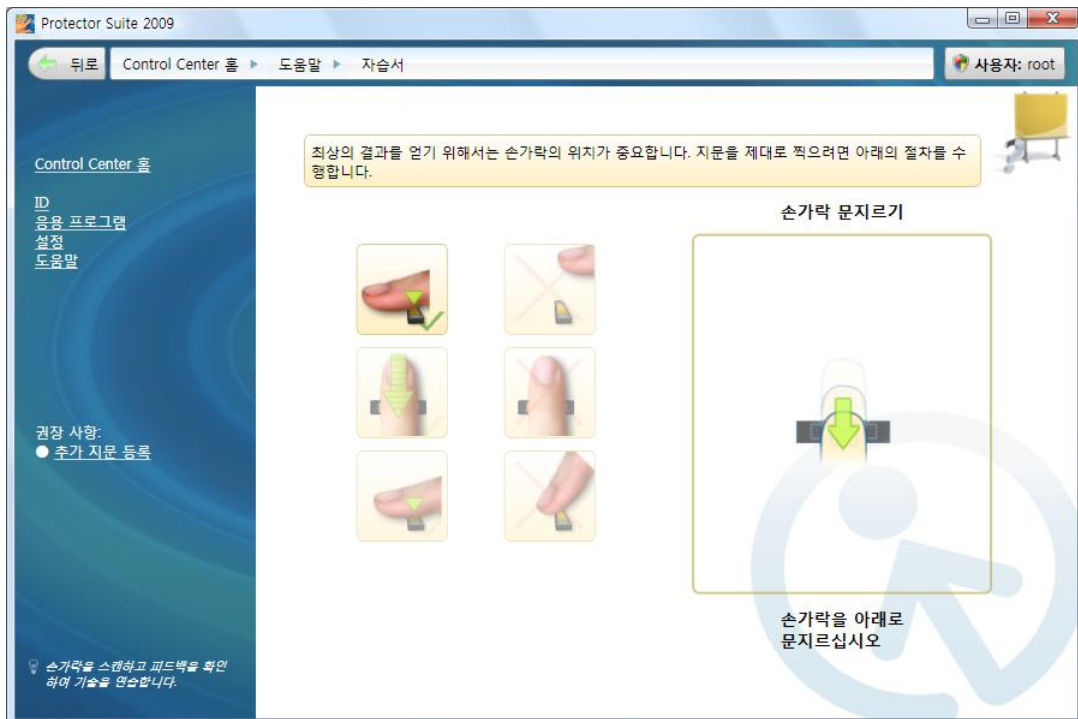 Protector Suite 2009
뒤로 Control Center 홈 도움말 자습서 사용자: root
Control Center 홈
ID
응용 프로그램
설정
도움말
권장 사항:
추가 지문 등록
손가락을 스캔하고 피드백을 확인
하여 기술을 연습합니다.
최상의 결과를 얻기 위해서는 손가락의 위치가 중요합니다. 지문을 제대로 찍으려면 아래의 절차를 수
행합니다.
손가락 문지르기
손가락을 아래로
문지르십시오